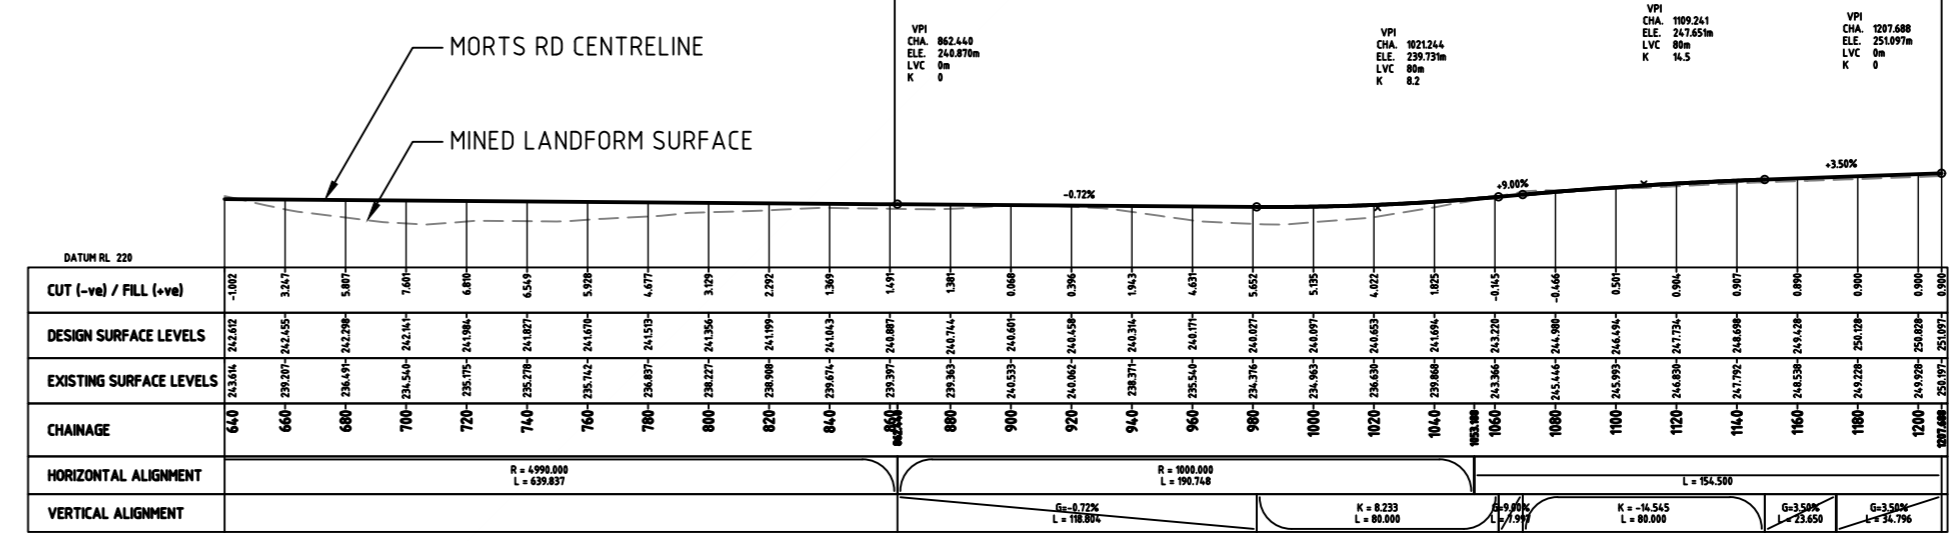 MORTS RD CENTRELINE
MINED LANDFORM SURFACE
VPI
CHA. 862.440
ELE. 240.870m
LVC 0m
K 0
VPI
CHA. 1021.244
ELE. 239.731m
LVC 80m
K 8.2
VPI
CHA. 1109.241
ELE. 247.651m
LVC 80m
K 14.5
VPI
CHA. 1207.688
ELE. 251.097m
LVC 0m
K 0
-0.72%
+9.00%
+3.50%
DATUM RL 220
CUT (-ve) / FILL (+ve) -1.002 3.247 5.807 7.601 6.810 6.549 5.928 4.677 3.129 2.292 1.369 1.491 1.381 0.068 0.396 1.943 4.631 5.652 5.135 4.022 1.825 -0.145 -0.466 0.501 0.904 0.907 0.890 0.900 0.900 0.900
DESIGN SURFACE LEVELS 242.612 242.455 242.298 242.141 241.984 241.827 241.670 241.513 241.356 241.199 241.043 240.887 240.744 240.601 240.458 240.314 240.171 240.027 240.097 240.653 241.694 243.220 244.980 246.494 247.734 248.698 249.428 250.128 250.828 251.097
EXISTING SURFACE LEVELS 243.614 239.207 236.491 234.540 235.175 235.278 235.742 236.837 238.227 238.908 239.674 239.397 239.363 240.533 240.062 238.371 235.540 234.376 234.963 236.630 239.868 243.366 245.446 245.993 246.830 247.792 248.538 249.228 249.928 250.197
CHAINAGE 640 660 680 700 720 740 760 780 800 820 840 860 862.440 880 900 920 940 960 980 1000 1020 1040 1053.188 1060 1080 1100 1120 1140 1160 1180 1200 1207.688
HORIZONTAL ALIGNMENT
R = 4990.000
L = 639.837
R = 1000.000
L = 190.748
L = 154.500
VERTICAL ALIGNMENT
G=-0.72%
L = 118.804
K = 8.233
L = 80.000
G=9.00%
L = 7.997
K = -14.545
L = 80.000
G=3.50%
L = 23.650
G=3.50%
L = 34.796